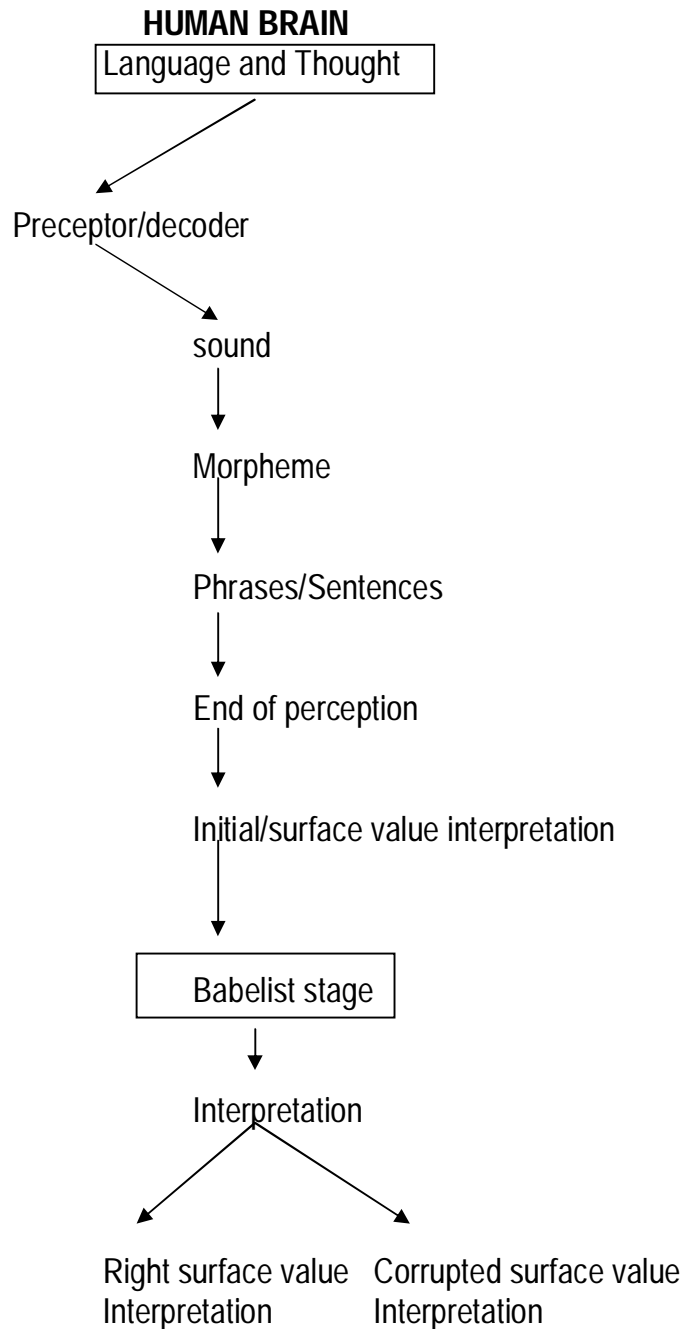 HUMAN BRAIN
Language and Thought
Preceptor/decoder
sound
Morpheme
Phrases/Sentences
End of perception
Initial/surface value interpretation
Babelist stage
Interpretation
Right surface value
Interpretation
Corrupted surface value
Interpretation